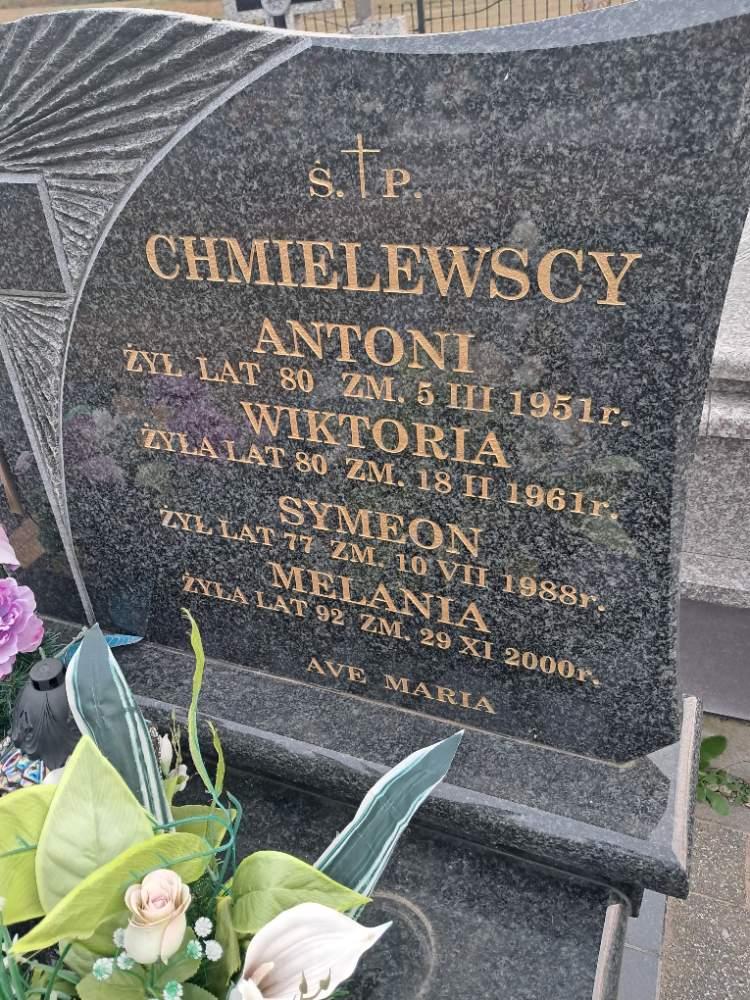 Ś. P.
CHMIELEWSCY
ANTONI
ŻYŁ LAT 80 ZM. 5 III 1951r.
WIKTORIA
ŻYŁA LAT 80 ZM. 18 II 1961r.
SYMEON
ŻYŁ LAT 77 ZM. 10 VII 1988r.
MELANIA
ŻYŁA LAT 92 ZM. 29 XI 2000r.
AVE MARIA